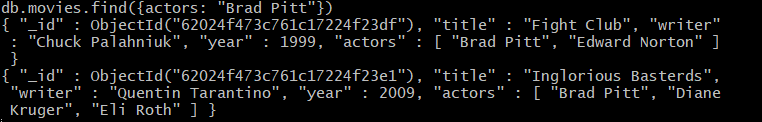 db.movies.find({actors: "Brad Pitt"})
{ "_id" : ObjectId("62024f473c761c17224f23df"), "title" : "Fight Club", "writer"
 : "Chuck Palahniuk", "year" : 1999, "actors" : [ "Brad Pitt", "Edward Norton" ]
 }
{ "_id" : ObjectId("62024f473c761c17224f23e1"), "title" : "Inglorious Basterds",
 "writer" : "Quentin Tarantino", "year" : 2009, "actors" : [ "Brad Pitt", "Diane
 Kruger", "Eli Roth" ] }